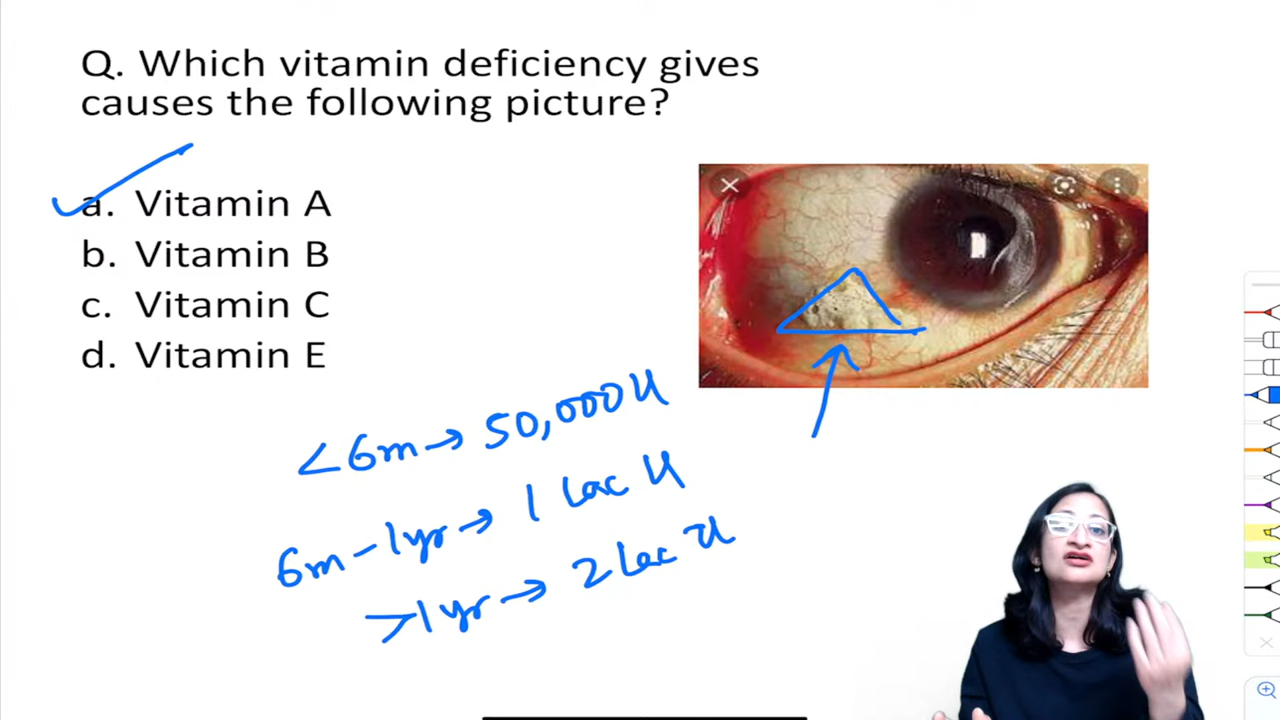 Q. Which vitamin deficiency gives
causes the following picture?
a. Vitamin A
b. Vitamin B
c. Vitamin C
d. Vitamin E
<6m → 50,000 U
6m - 1yr → 1 Lac U
>1yr → 2 Lac U